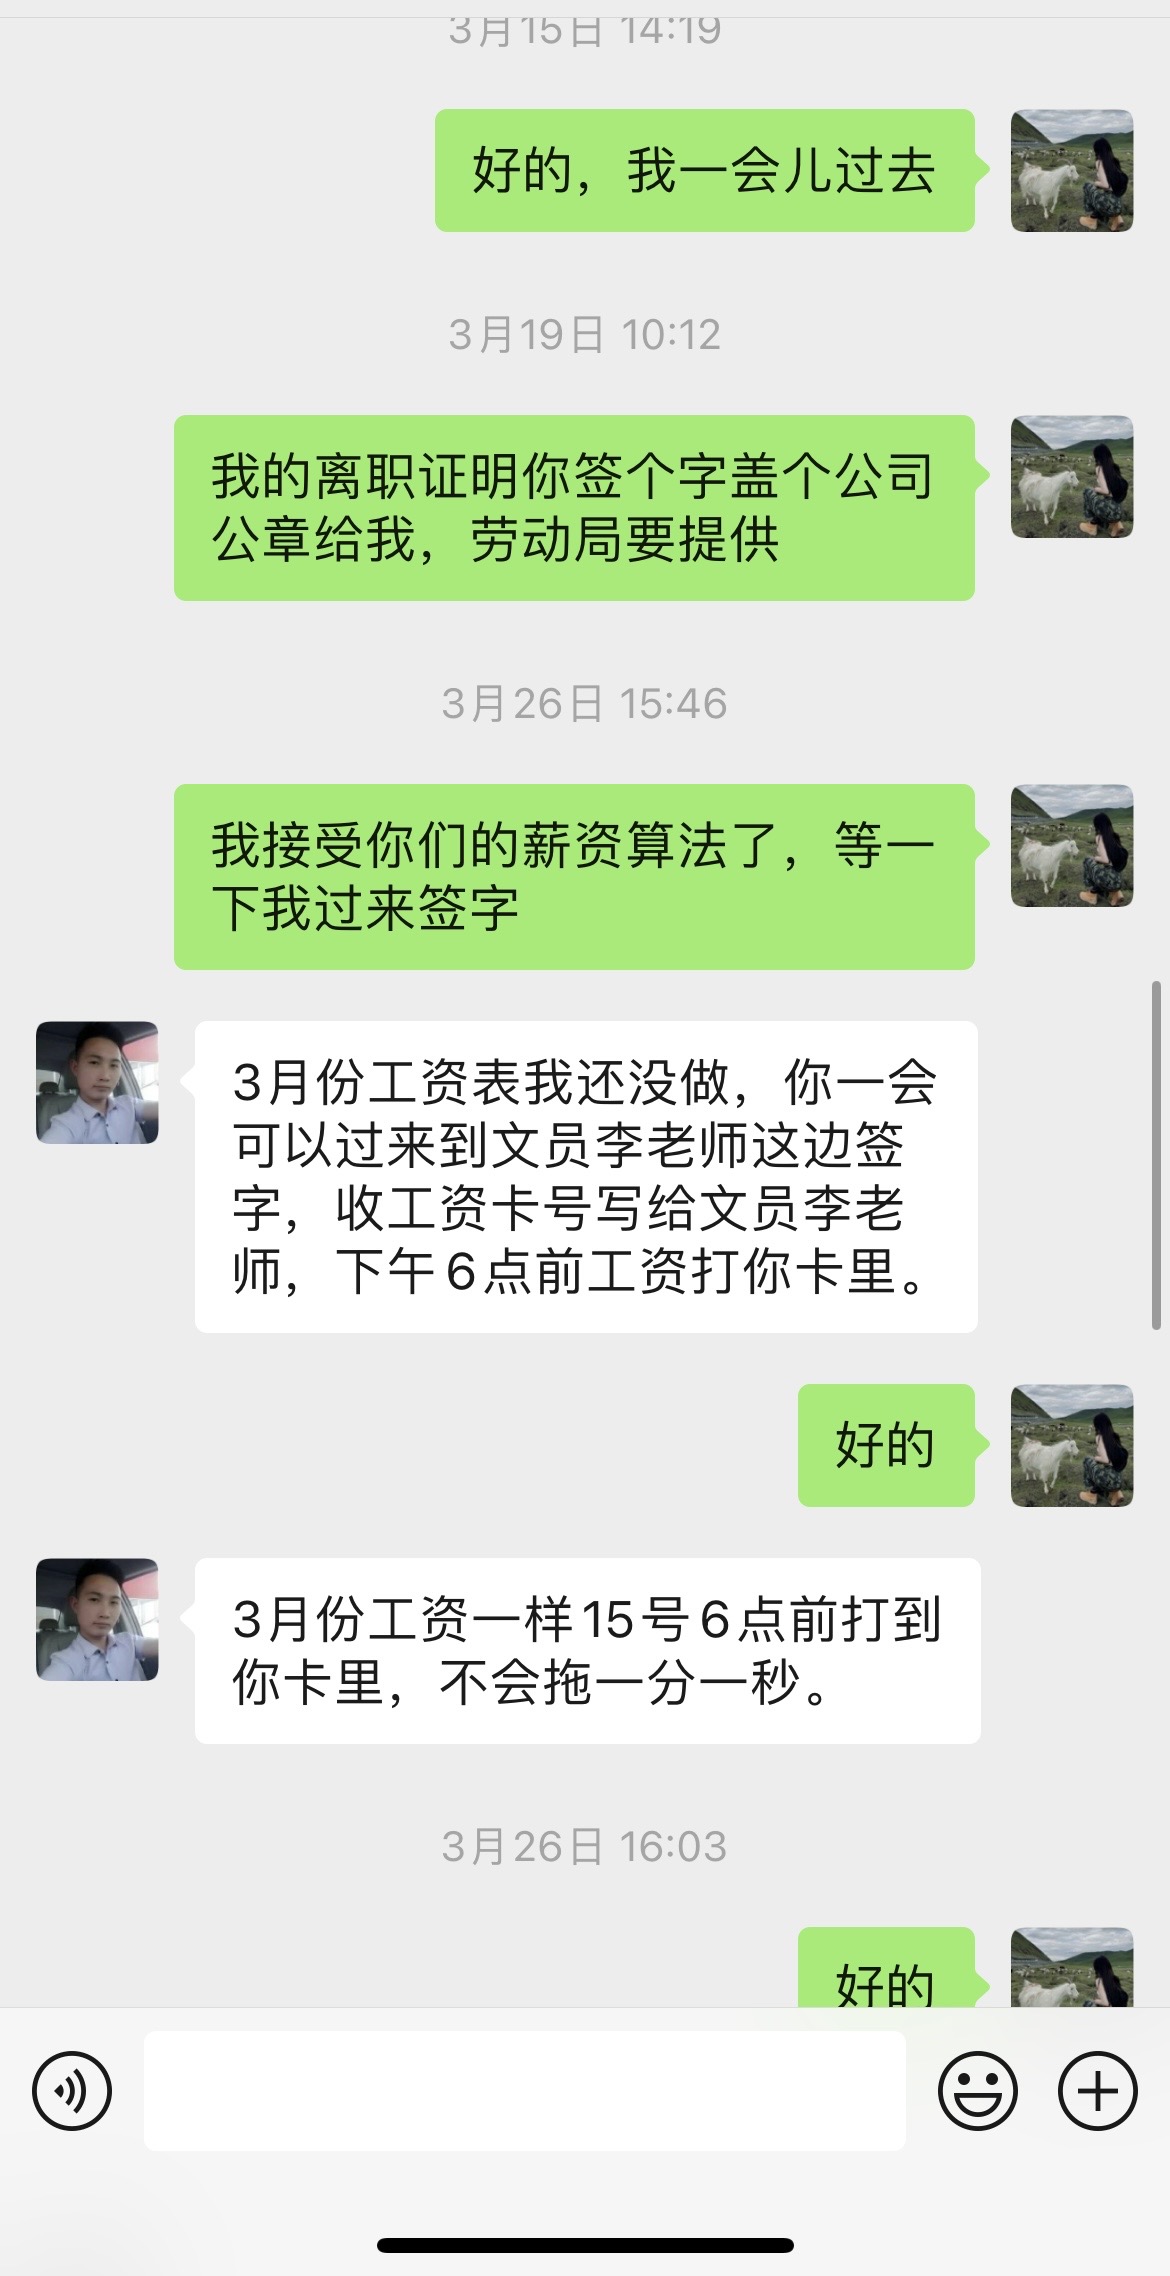 3月15日 14:19
好的，我一会儿过去
3月19日 10:12
我的离职证明你签个字盖个公司
公章给我，劳动局要提供
3月26日 15:46
我接受你们的薪资算法了，等一
下我过来签字
3月份工资表我还没做，你一会
可以过来到文员李老师这边签
字，收工资卡号写给文员李老
师，下午6点前工资打你卡里。
好的
3月份工资一样15号6点前打到
你卡里，不会拖一分一秒。
3月26日 16:03
好的